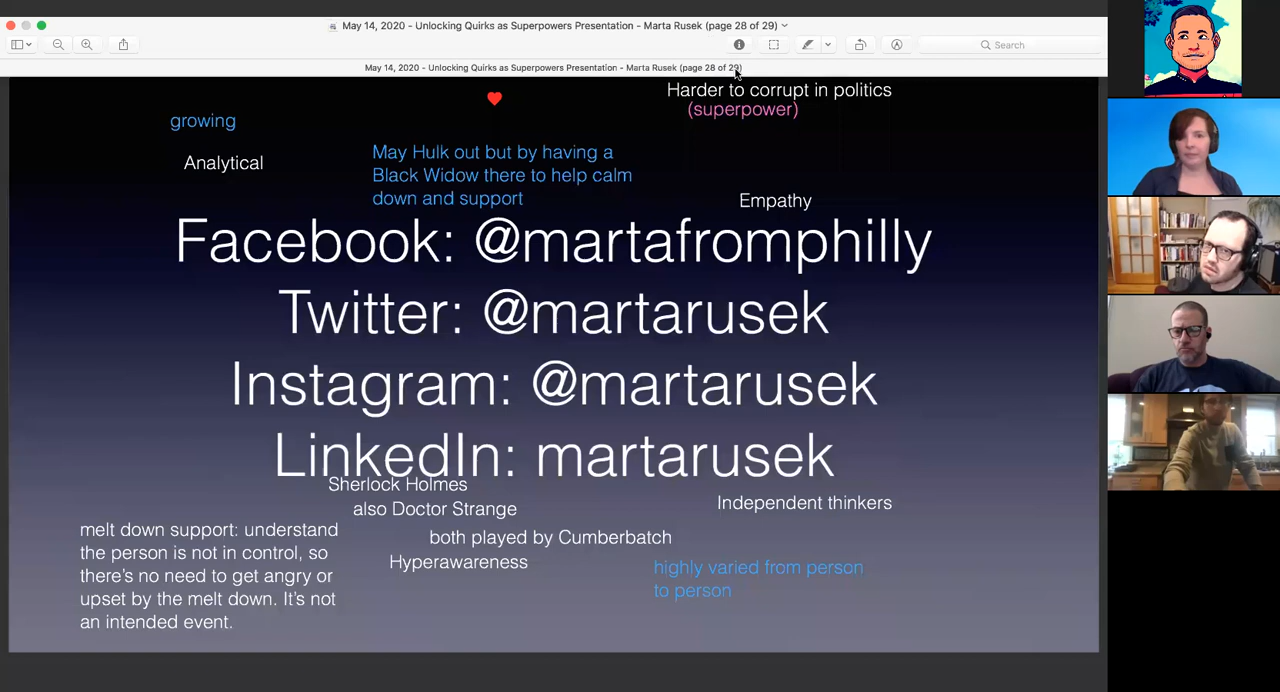 May 14, 2020 - Unlocking Quirks as Superpowers Presentation - Marta Rusek (page 28 of 29)
Search
May 14, 2020 - Unlocking Quirks as Superpowers Presentation - Marta Rusek (page 28 of 29)
Harder to corrupt in politics
(superpower)
growing
Analytical
May Hulk out but by having a
Black Widow there to help calm
down and support
Empathy
Facebook: @martafromphilly
Twitter: @martarusek
Instagram: @martarusek
LinkedIn: martarusek
Sherlock Holmes
also Doctor Strange
Independent thinkers
both played by Cumberbatch
Hyperawareness
melt down support: understand
the person is not in control, so
there's no need to get angry or
upset by the melt down. It's not
an intended event.
highly varied from person
to person